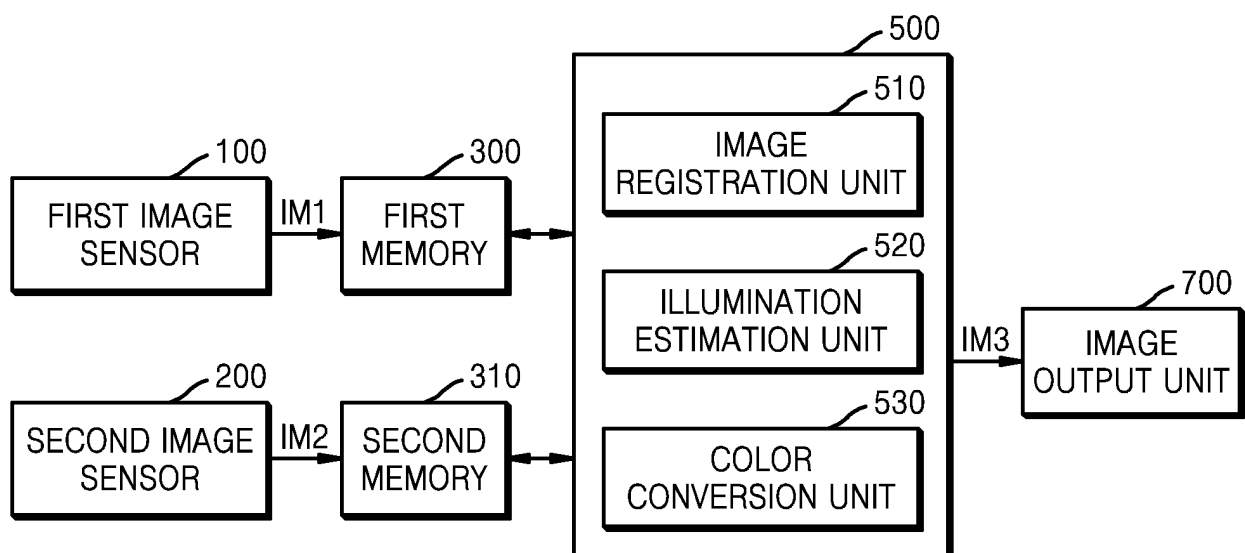 500
510
IMAGE
REGISTRATION UNIT
100
FIRST IMAGE
SENSOR
IM1
300
FIRST
MEMORY
520
ILLUMINATION
ESTIMATION UNIT
700
IM3
IMAGE
OUTPUT UNIT
200
SECOND IMAGE
SENSOR
IM2
310
SECOND
MEMORY
530
COLOR
CONVERSION UNIT